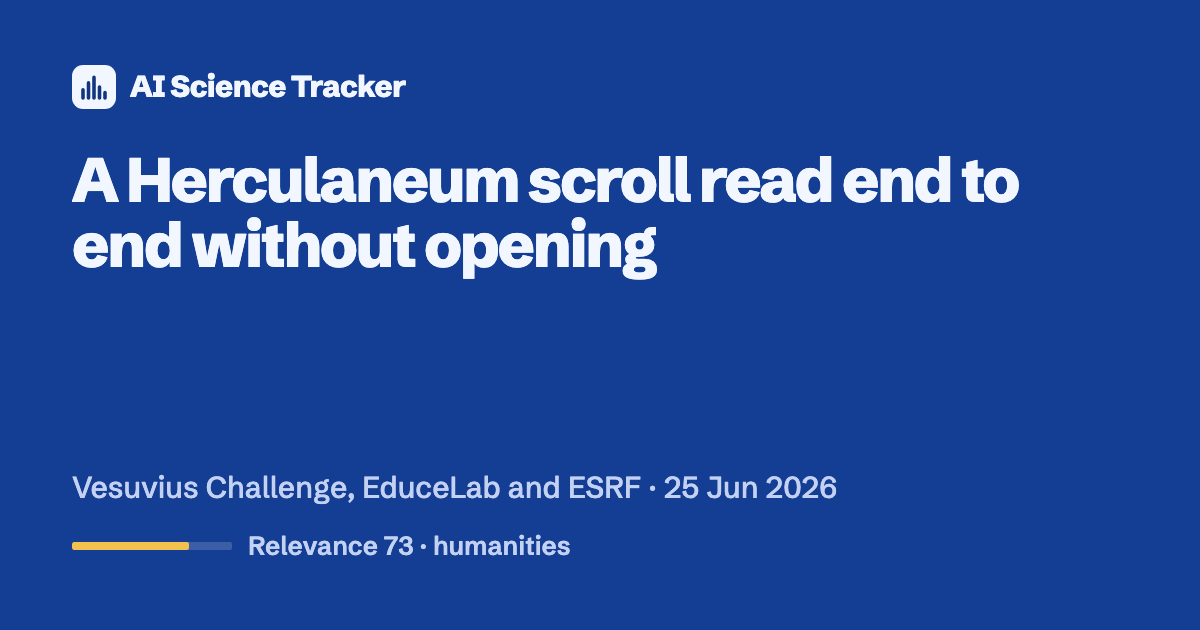 AI Science Tracker
A Herculaneum scroll read end to
end without opening
Vesuvius Challenge, EduceLab and ESRF · 25 Jun 2026
Relevance 73 · humanities